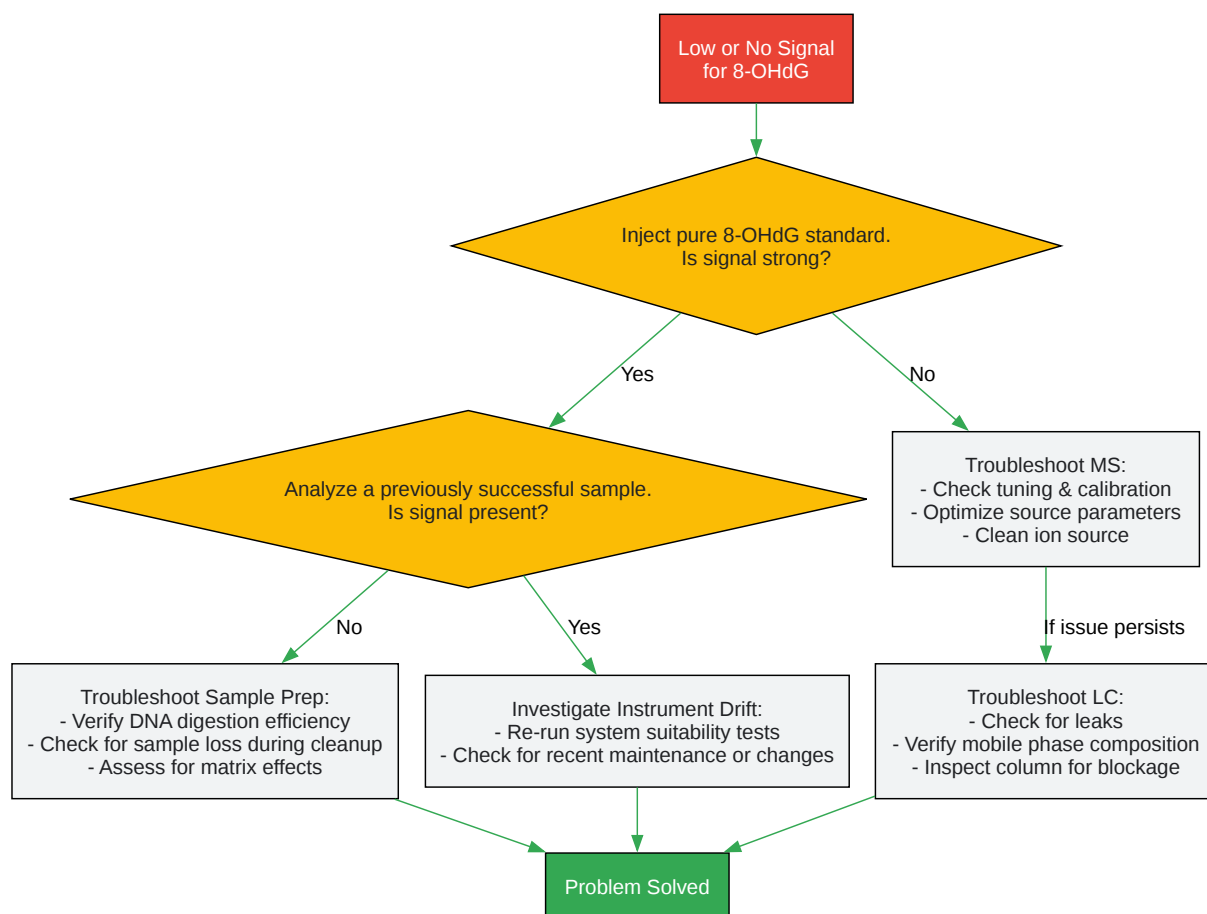 Low or No Signal
for 8-OHdG
Inject pure 8-OHdG standard.
Is signal strong?
Yes
No
Analyze a previously successful sample.
Is signal present?
Troubleshoot MS:
- Check tuning & calibration
- Optimize source parameters
- Clean ion source
No
Yes
If issue persists
Troubleshoot Sample Prep:
- Verify DNA digestion efficiency
- Check for sample loss during cleanup
- Assess for matrix effects
Investigate Instrument Drift:
- Re-run system suitability tests
- Check for recent maintenance or changes
Troubleshoot LC:
- Check for leaks
- Verify mobile phase composition
- Inspect column for blockage
Problem Solved